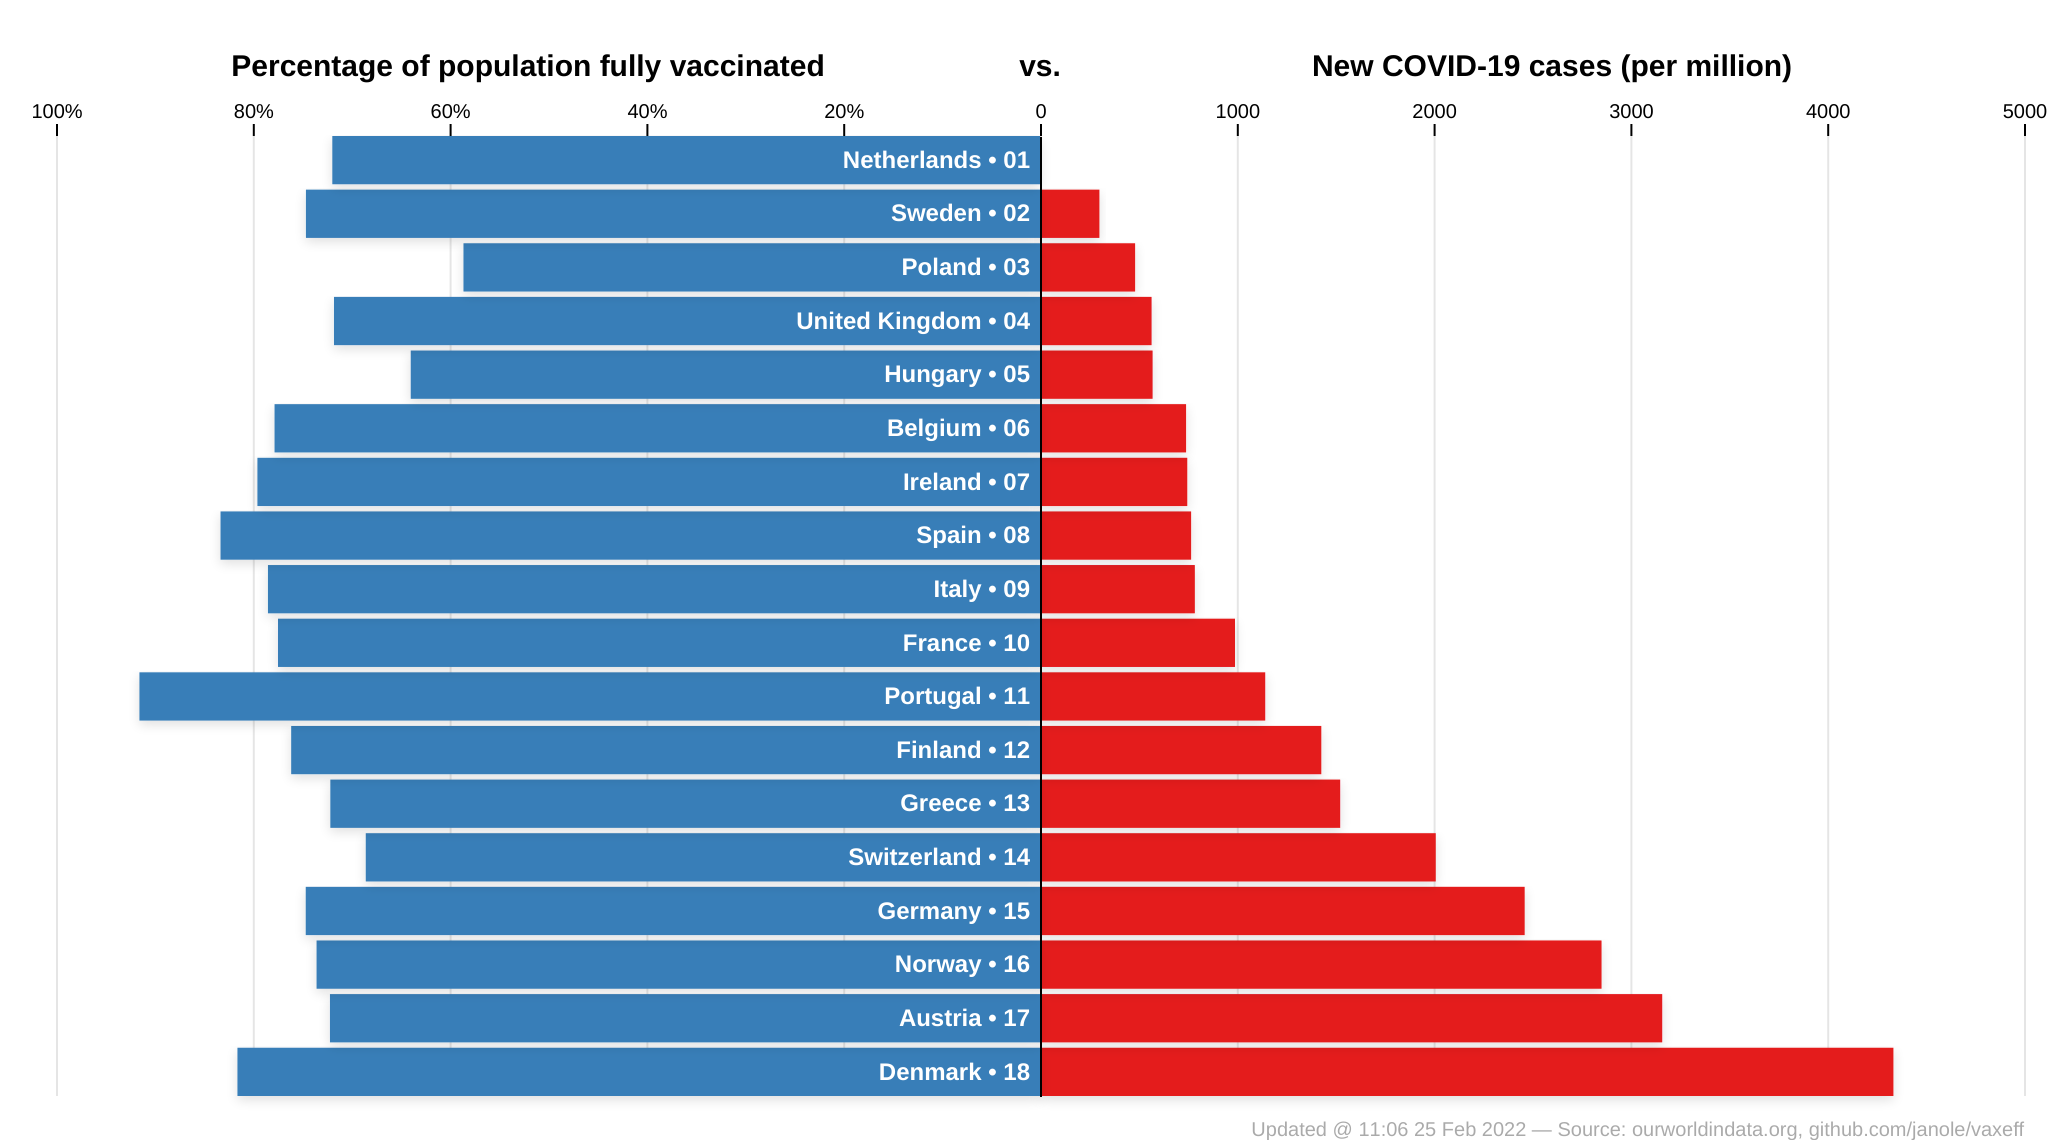 Percentage of population fully vaccinated vs. New COVID-19 cases (per million)
100% 80% 60% 40% 20% 0 1000 2000 3000 4000 5000
Netherlands • 01
Sweden • 02
Poland • 03
United Kingdom • 04
Hungary • 05
Belgium • 06
Ireland • 07
Spain • 08
Italy • 09
France • 10
Portugal • 11
Finland • 12
Greece • 13
Switzerland • 14
Germany • 15
Norway • 16
Austria • 17
Denmark • 18
Updated @ 11:06 25 Feb 2022 — Source: ourworldindata.org, github.com/janole/vaxeff